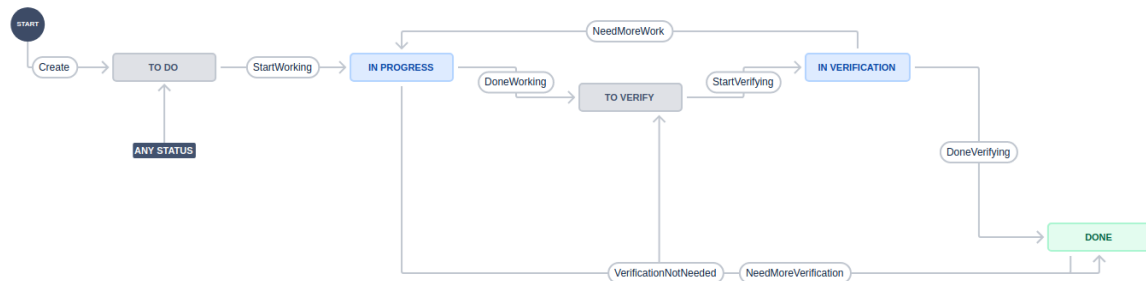 START
NeedMoreWork
Create
TO DO
StartWorking
IN PROGRESS
DoneWorking
TO VERIFY
StartVerifying
IN VERIFICATION
ANY STATUS
DoneVerifying
DONE
VerificationNotNeeded
NeedMoreVerification